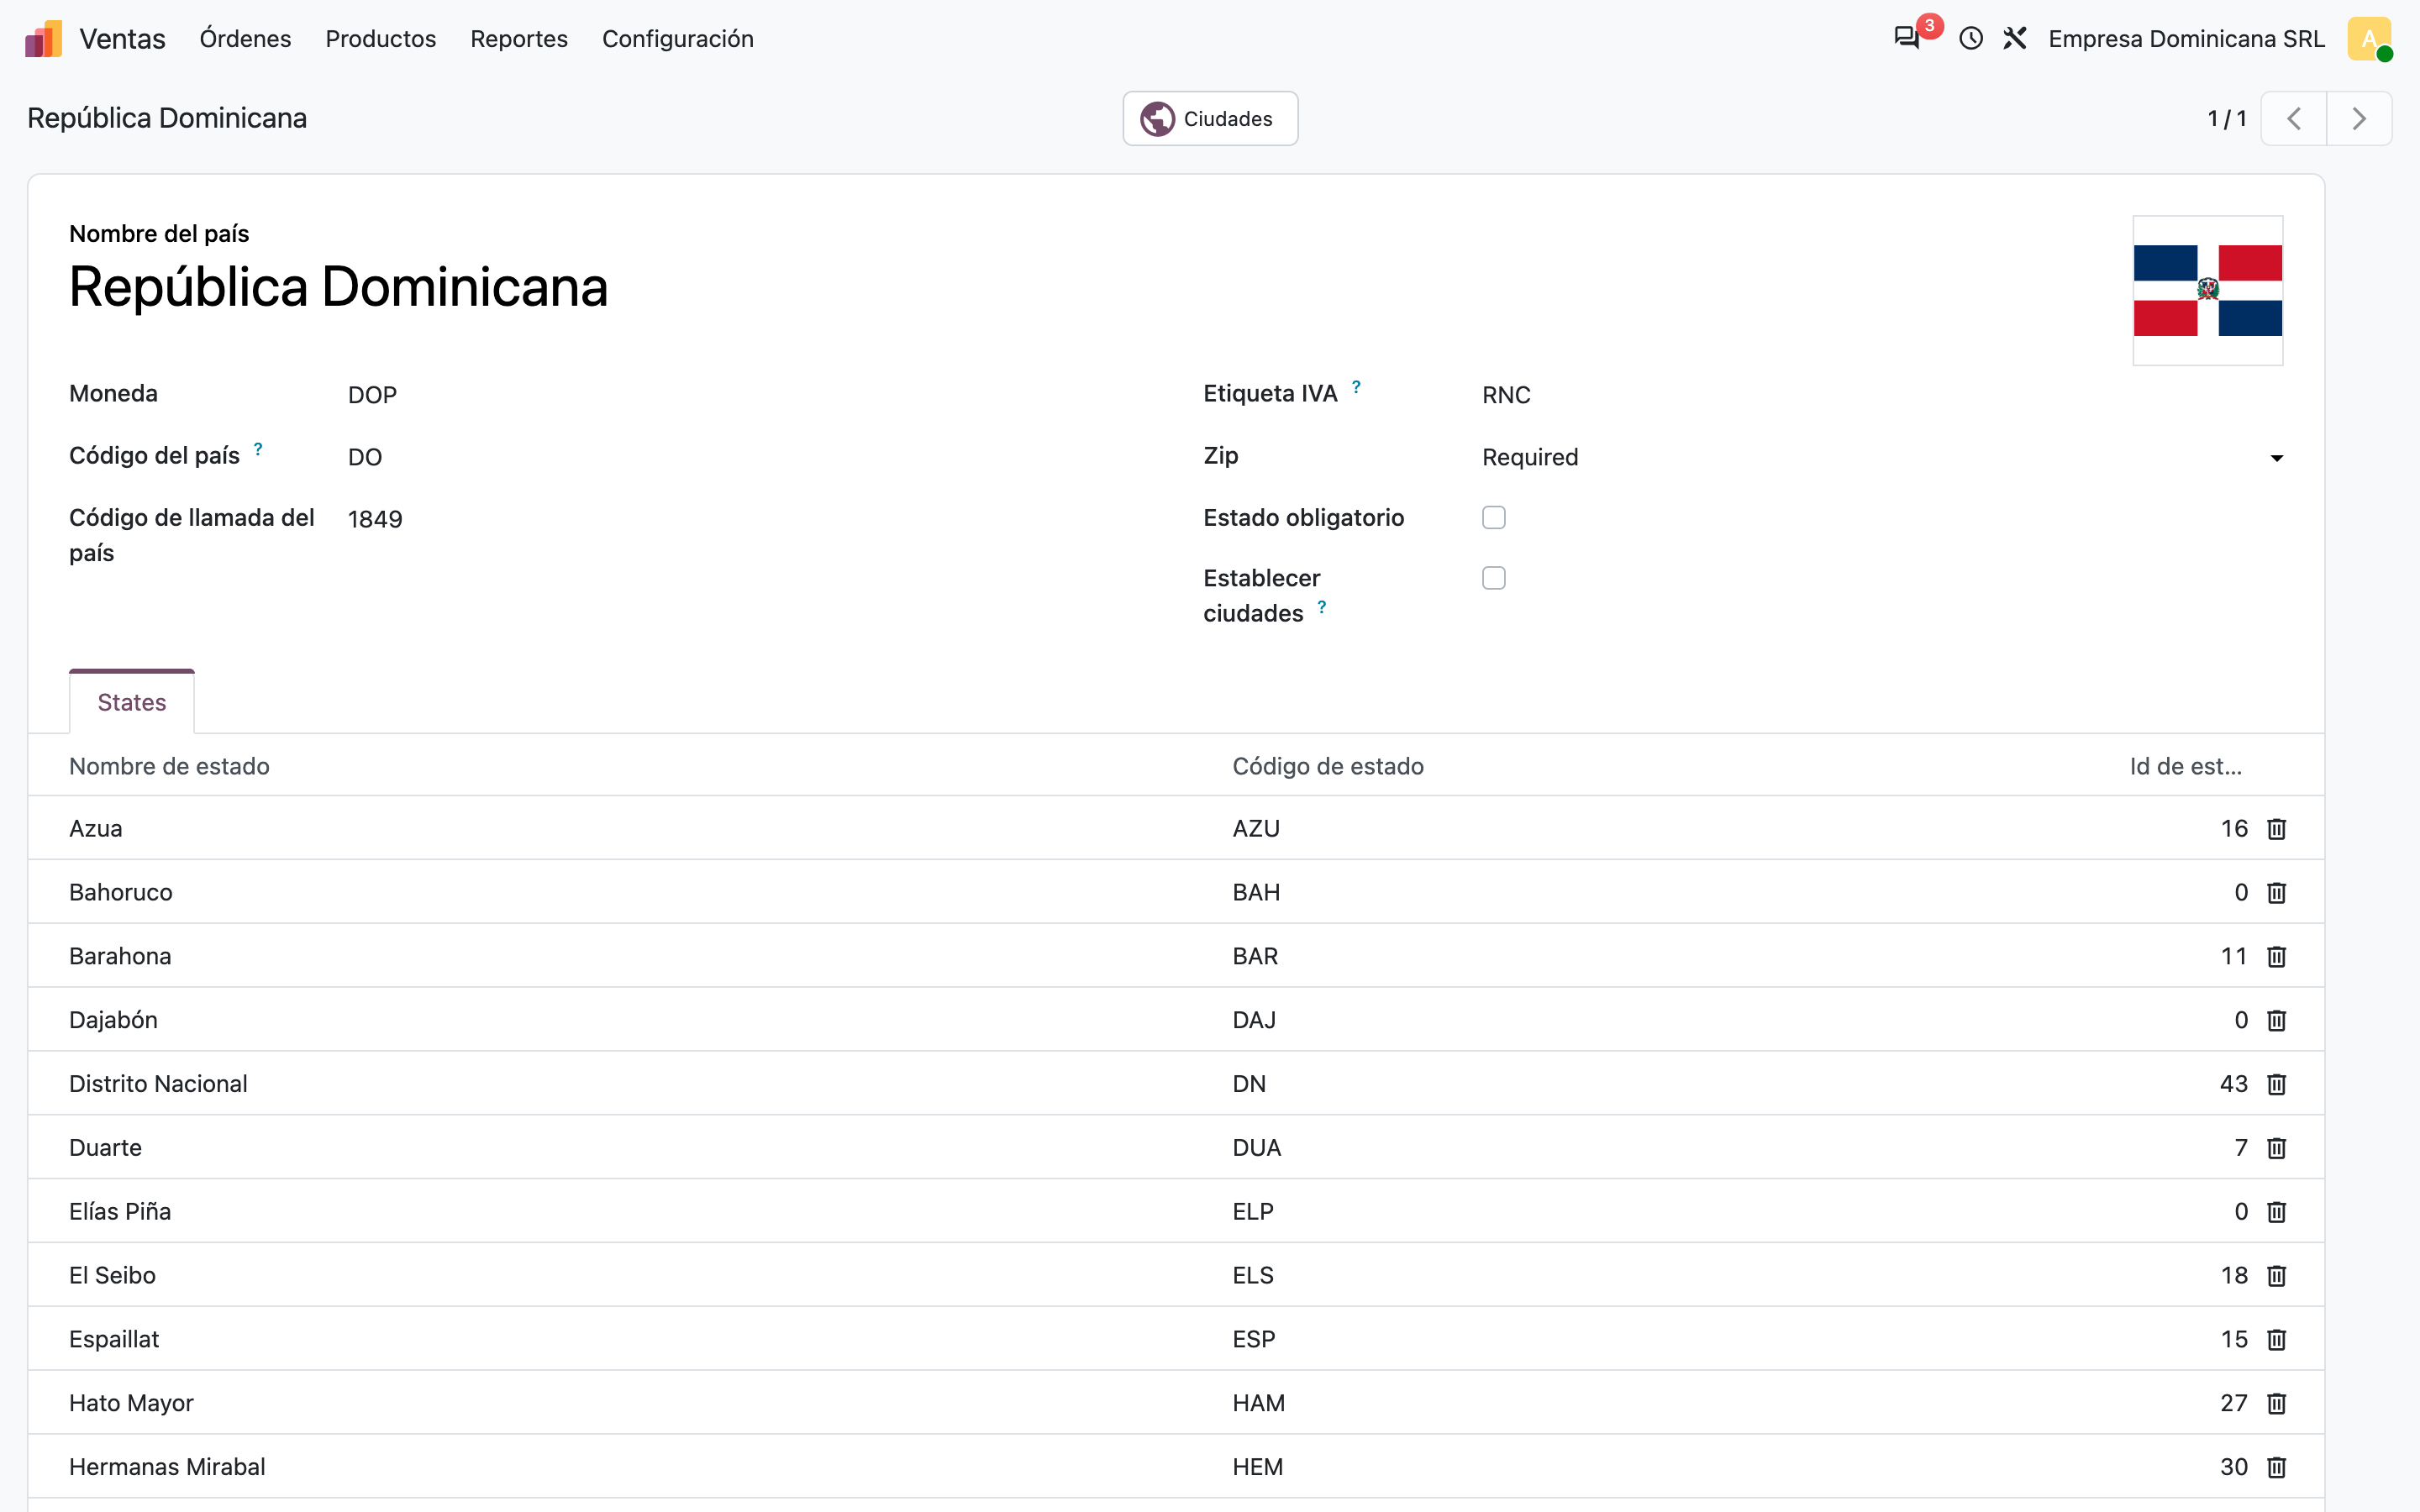 Ventas Órdenes Productos Reportes Configuración 3 Empresa Dominicana SRL A
República Dominicana Ciudades 1 / 1
Nombre del país
República Dominicana
Moneda DOP Etiqueta IVA ? RNC
Código del país ? DO Zip Required
Código de llamada del país 1849 Estado obligatorio
Establecer ciudades ?
States
Nombre de estado Código de estado Id de est...
Azua AZU 16
Bahoruco BAH 0
Barahona BAR 11
Dajabón DAJ 0
Distrito Nacional DN 43
Duarte DUA 7
Elías Piña ELP 0
El Seibo ELS 18
Espaillat ESP 15
Hato Mayor HAM 27
Hermanas Mirabal HEM 30